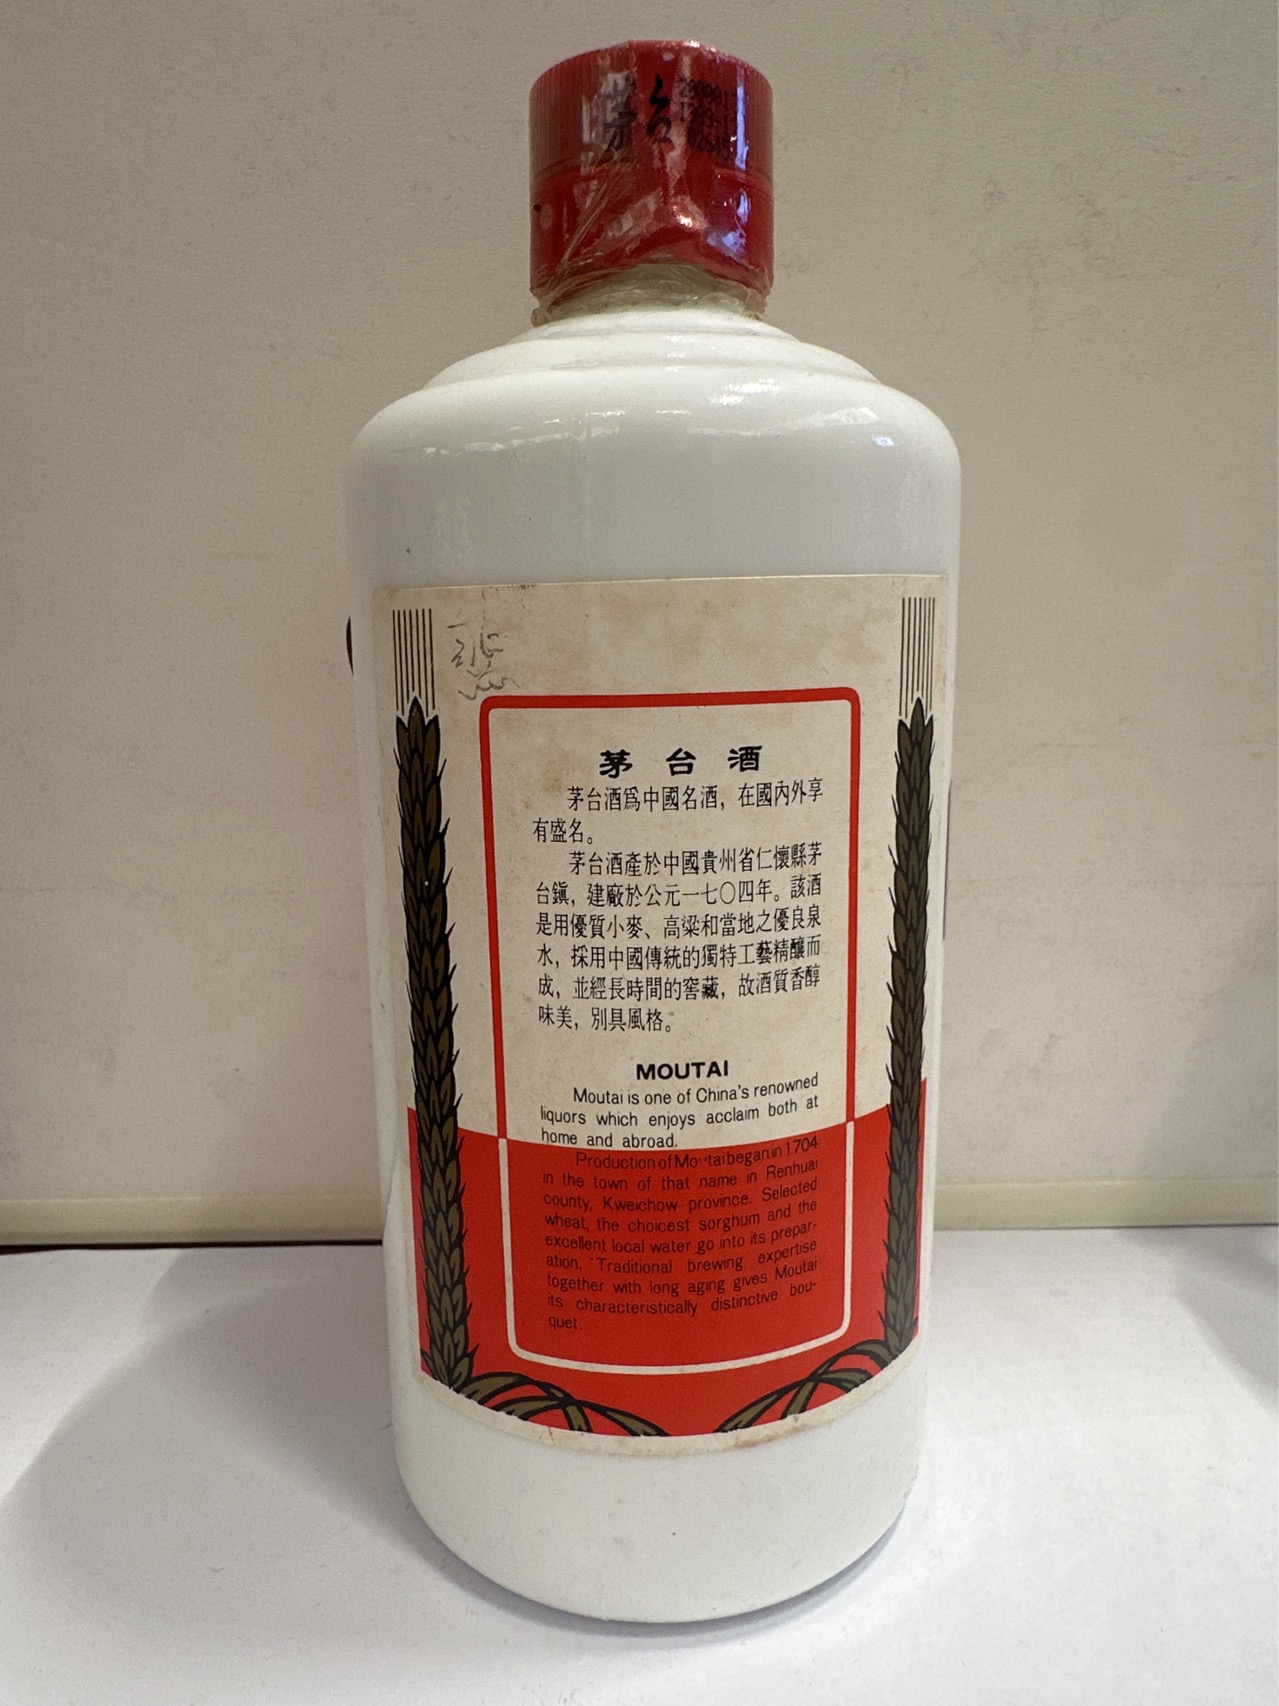 茅台
茅台酒
茅台酒爲中國名酒，在國內外享
有盛名。
茅台酒產於中國貴州省仁懷縣茅
台鎮，建廠於公元一七〇四年。該酒
是用優質小麥、高粱和當地之優良泉
水，採用中國傳統的獨特工藝精釀而
成，並經長時間的窖藏，故酒質香醇
味美，別具風格。
MOUTAI
Moutai is one of China's renowned
liquors which enjoys acclaim both at
home and abroad.
Production of Moutai began in 1704
in the town of that name in Renhuai
county, Kweichow province. Selected
wheat, the choicest sorghum and the
excellent local water go into its prepar-
ation. Traditional brewing expertise
together with long aging gives Moutai
its characteristically distinctive bou-
quet.